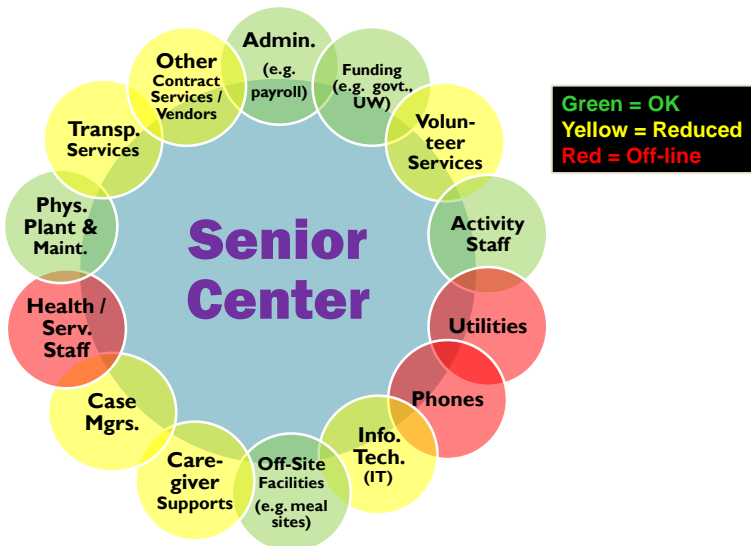 Admin.
(e.g.
payroll)
Funding
(e.g. govt.,
UW)
Volun-
teer
Services
Activity
Staff
Utilities
Phones
Info.
Tech.
(IT)
Off-Site
Facilities
(e.g. meal
sites)
Care-
giver
Supports
Case
Mgrs.
Health /
Serv.
Staff
Phys.
Plant &
Maint.
Transp.
Services
Other
Contract
Services /
Vendors
Senior
Center
Green = OK
Yellow = Reduced
Red = Off-line